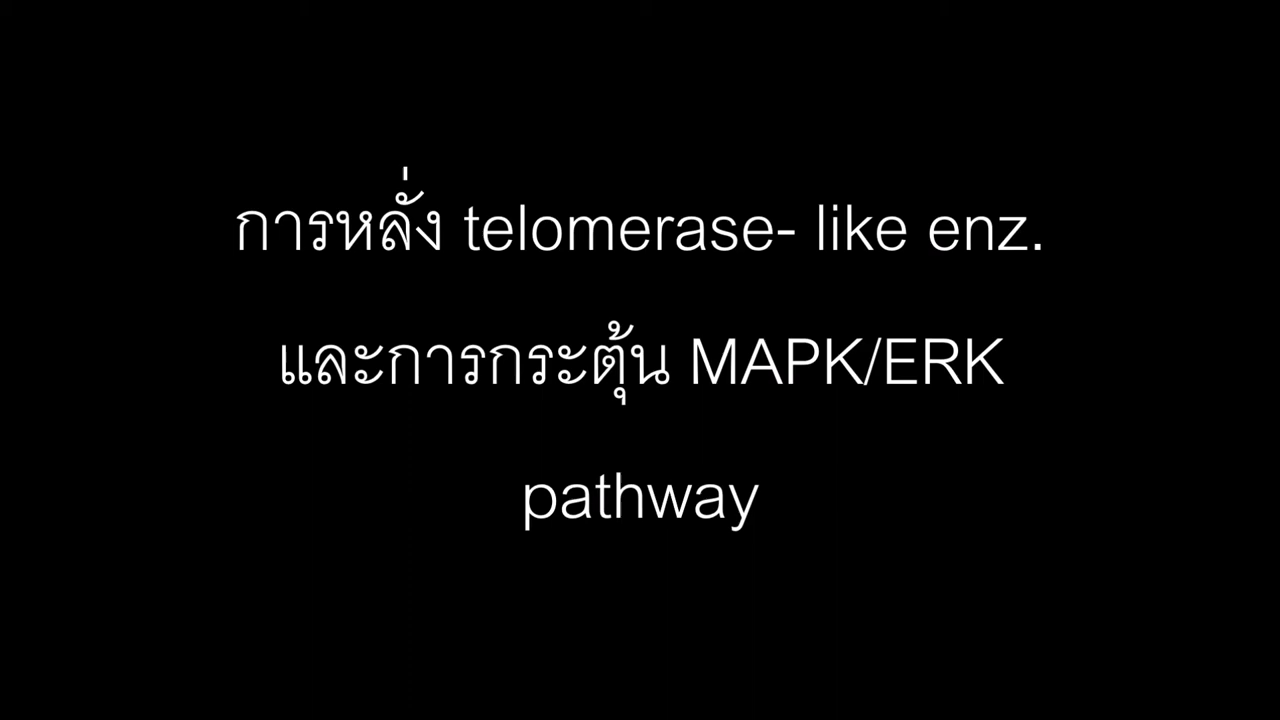 การหลั่ง telomerase- like enz.
และการกระตุ้น MAPK/ERK
pathway